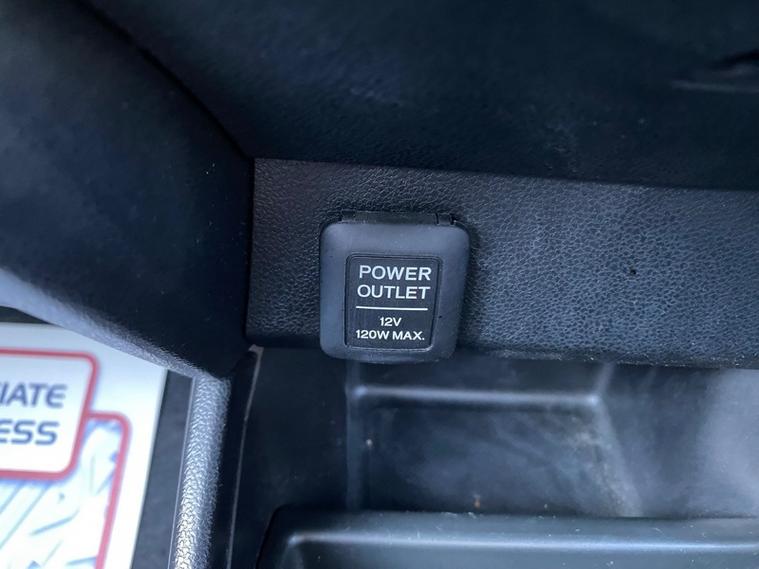 POWER
OUTLET
12V
120W MAX.
IATE
ESS